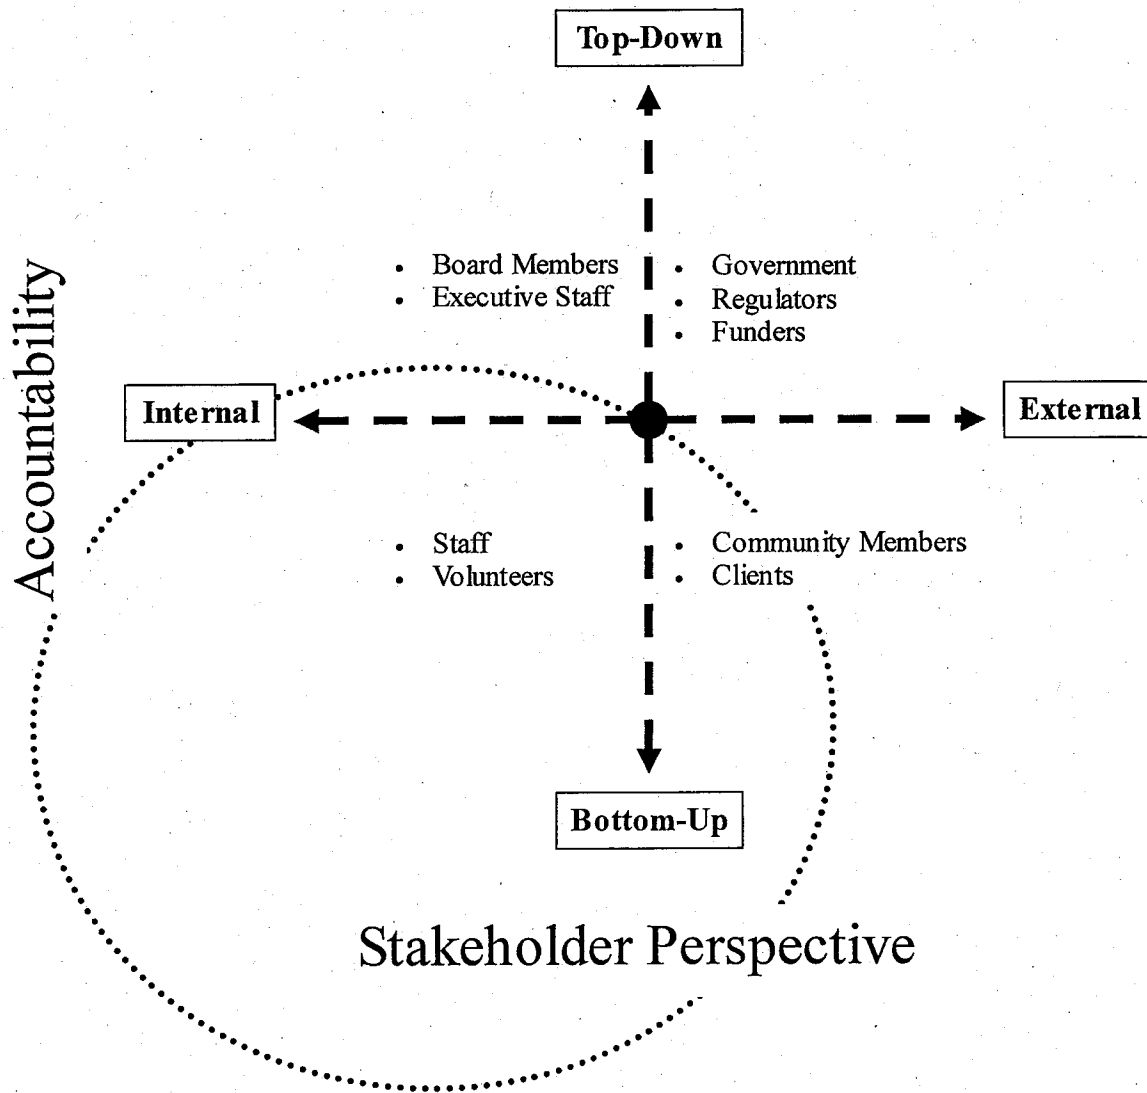 Top-Down
Accountability
• Board Members
• Executive Staff
• Government
• Regulators
• Funders
Internal
External
• Staff
• Volunteers
• Community Members
• Clients
Bottom-Up
Stakeholder Perspective